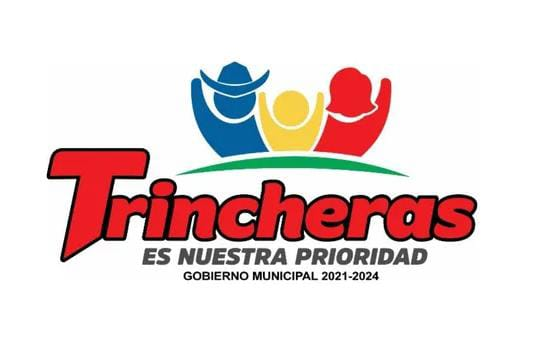 Trincheras
ES NUESTRA PRIORIDAD
GOBIERNO MUNICIPAL 2021-2024